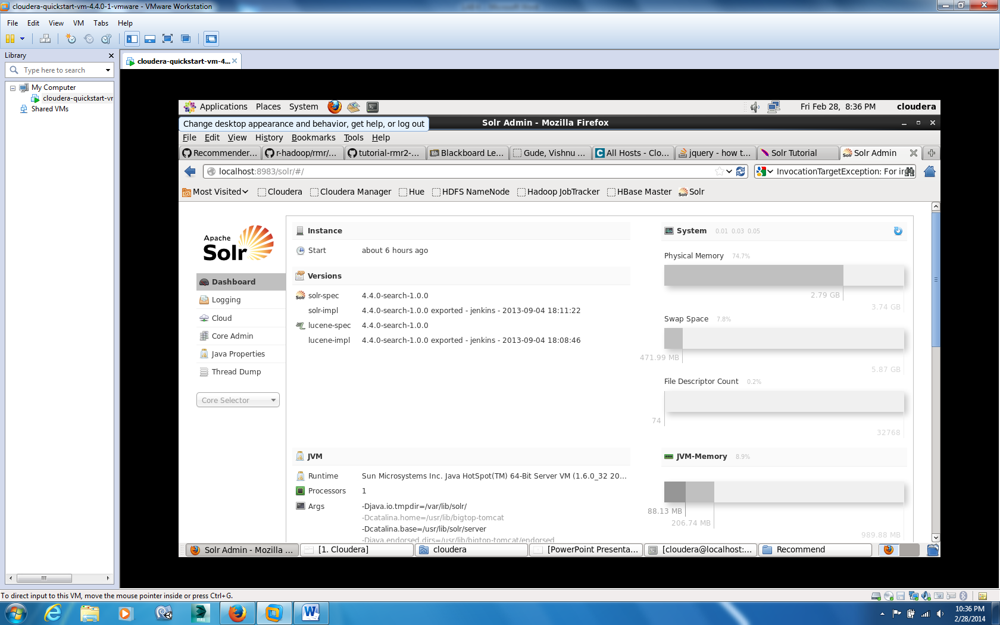 cloudera-quickstart-vm-4.4.0-1-vmware - VMware Workstation
File Edit View VM Tabs Help
Library
Type here to search
My Computer
cloudera-quickstart-vr
Shared VMs
cloudera-quickstart-vm-4...
Applications Places System
Fri Feb 28, 8:36 PM cloudera
Change desktop appearance and behavior, get help, or log out
Solr Admin - Mozilla Firefox
File Edit View History Bookmarks Tools Help
Recommender... r-hadoop/rmr/... tutorial-rmr2-... Bb Blackboard Le... Gude, Vishnu ... C All Hosts - Clo... jquery - how t... Solr Tutorial Solr Admin
localhost:8983/solr/#/
InvocationTargetException: For ir
Most Visited Cloudera Cloudera Manager Hue HDFS NameNode Hadoop JobTracker HBase Master Solr
Apache
Solr
Dashboard
Logging
Cloud
Core Admin
Java Properties
Thread Dump
Core Selector
Instance
Start about 6 hours ago
Versions
solr-spec 4.4.0-search-1.0.0
solr-impl 4.4.0-search-1.0.0 exported - jenkins - 2013-09-04 18:11:22
lucene-spec 4.4.0-search-1.0.0
lucene-impl 4.4.0-search-1.0.0 exported - jenkins - 2013-09-04 18:08:46
JVM
Runtime Sun Microsystems Inc. Java HotSpot(TM) 64-Bit Server VM (1.6.0_32 20...
Processors 1
Args -Djava.io.tmpdir=/var/lib/solr/
-Dcatalina.home=/usr/lib/bigtop-tomcat
-Dcatalina.base=/usr/lib/solr/server
-Djava.endorsed.dirs=/usr/lib/bigtop-tomcat/endorsed
System 0.01 0.03 0.05
Physical Memory 74.7%
2.79 GB
3.74 GB
Swap Space 7.8%
471.99 MB
5.87 GB
File Descriptor Count 0.2%
74
32768
JVM-Memory 8.9%
88.13 MB
206.74 MB
989.88 MB
Solr Admin - Mozilla ... [1. Cloudera] cloudera [PowerPoint Presenta... [cloudera@localhost:... Recommend
To direct input to this VM, move the mouse pointer inside or press Ctrl+G.
10:36 PM
2/28/2014